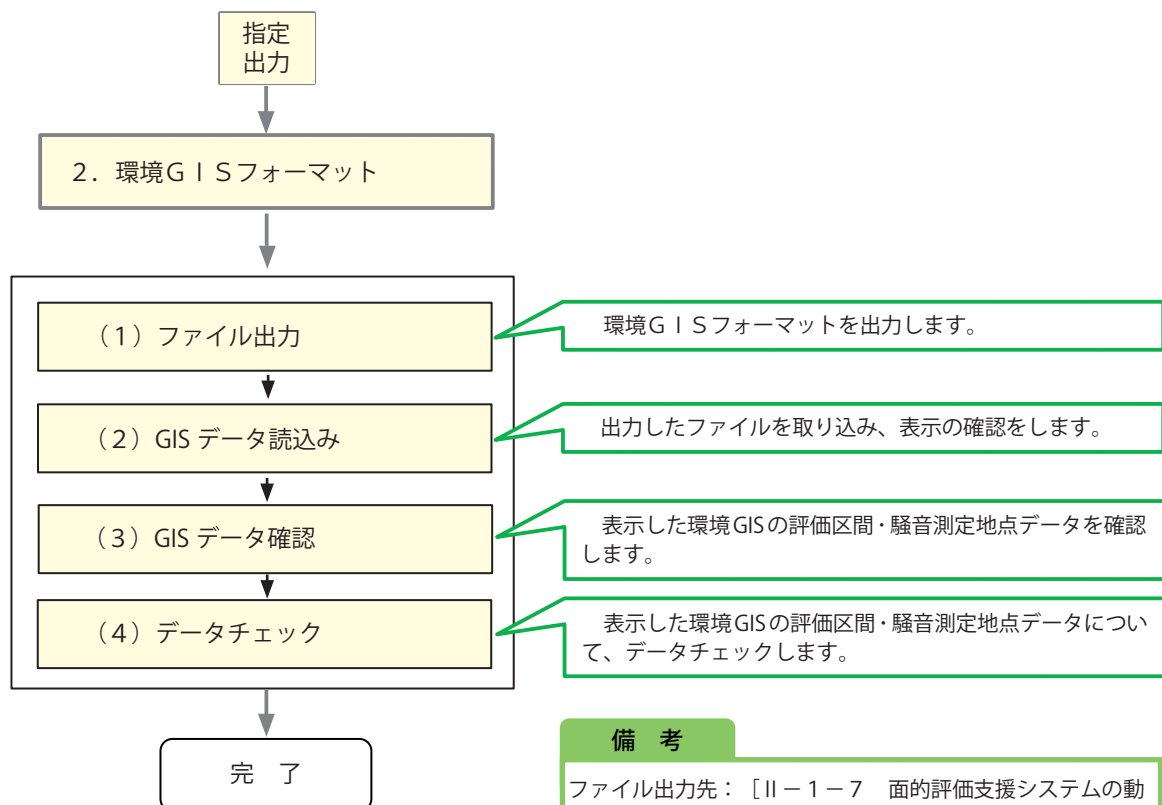 指定
出力
2．環境ＧＩＳフォーマット
（1）ファイル出力
環境ＧＩＳフォーマットを出力します。
（2）GIS データ読込み
出力したファイルを取り込み、表示の確認をします。
（3）GIS データ確認
表示した環境GISの評価区間・騒音測定地点データを確認
します。
（4）データチェック
表示した環境GISの評価区間・騒音測定地点データについ
て、データチェックします。
完　了
備　考
ファイル出力先：［Ⅱ－1－7　面的評価支援システムの動